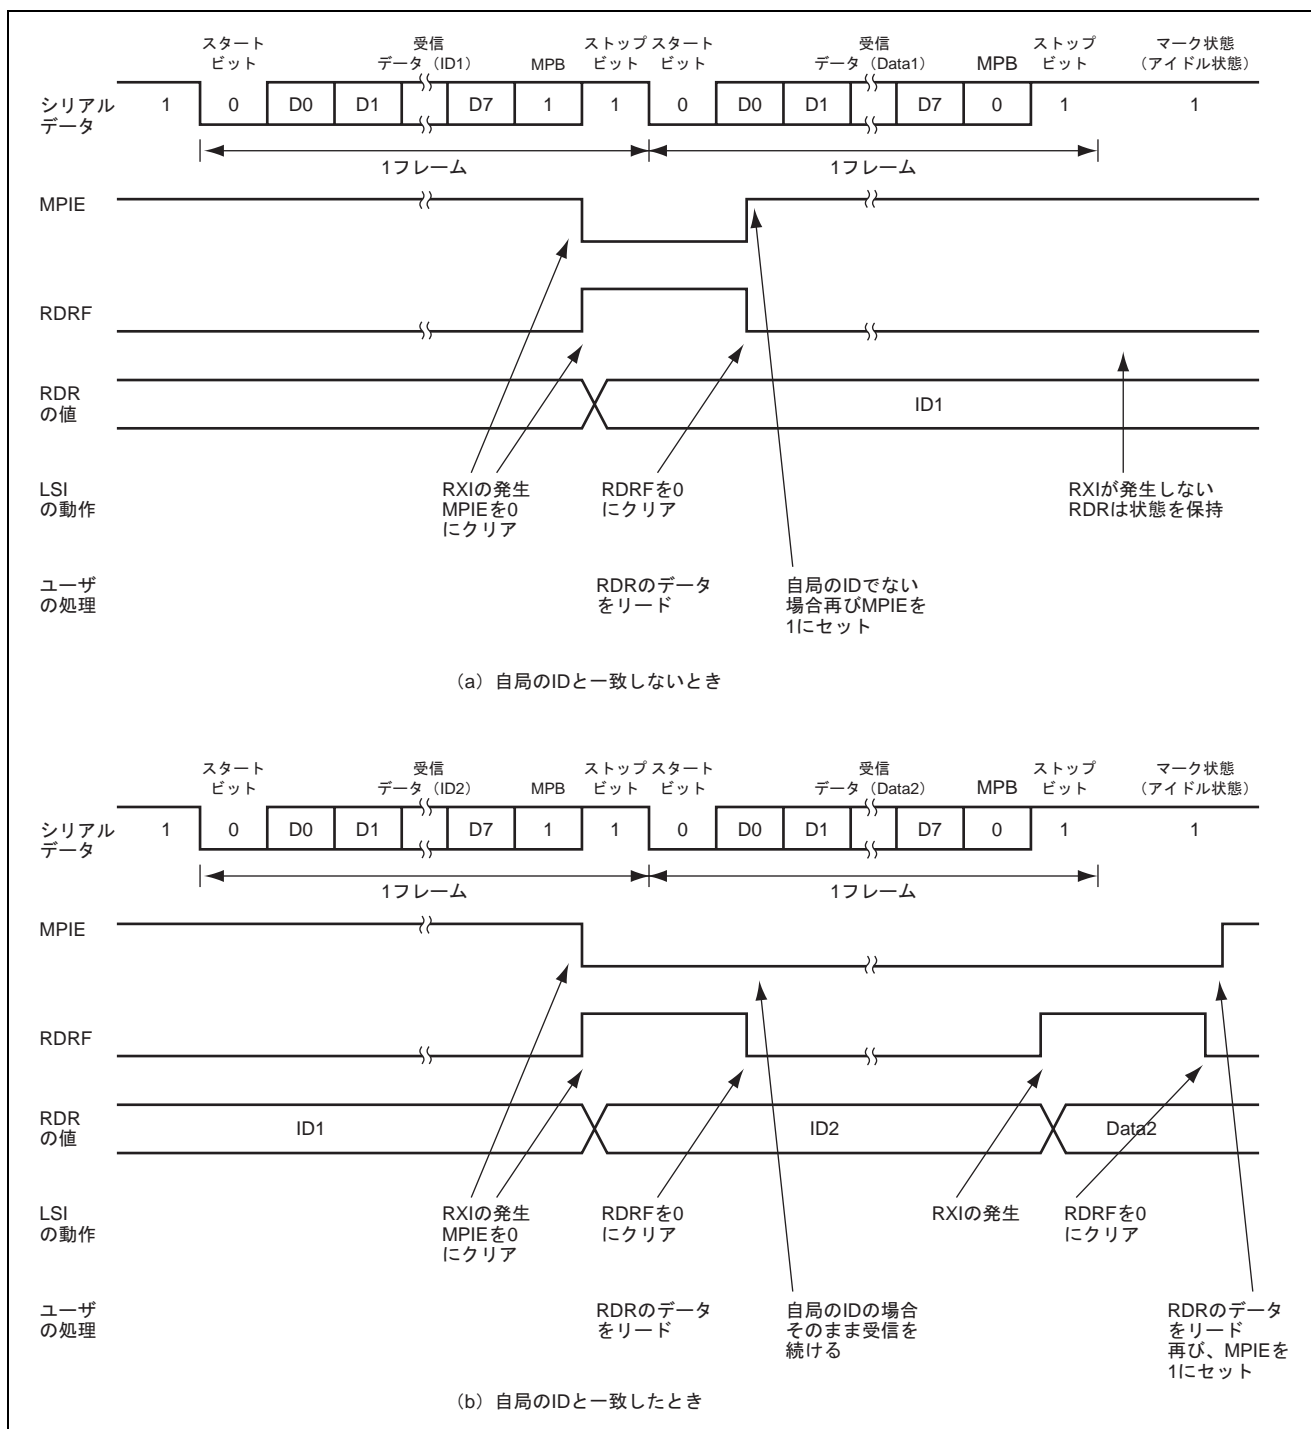 スタート
ビット
受信
データ（ID1）
MPB
ストップ
ビット
スタート
ビット
受信
データ（Data1）
MPB
ストップ
ビット
マーク状態
（アイドル状態）
シリアル
データ
1 0 D0 D1 D7 1 1 0 D0 D1 D7 0 1 1
1フレーム 1フレーム
MPIE
RDRF
RDR
の値
ID1
LSI
の動作
RXIの発生
MPIEを0
にクリア
RDRFを0
にクリア
RXIが発生しない
RDRは状態を保持
ユーザ
の処理
RDRのデータ
をリード
自局のIDでない
場合再びMPIEを
1にセット
（a）自局のIDと一致しないとき
スタート
ビット
受信
データ（ID2）
MPB
ストップ
ビット
スタート
ビット
受信
データ（Data2）
MPB
ストップ
ビット
マーク状態
（アイドル状態）
シリアル
データ
1 0 D0 D1 D7 1 1 0 D0 D1 D7 0 1 1
1フレーム 1フレーム
MPIE
RDRF
RDR
の値
ID1 ID2 Data2
LSI
の動作
RXIの発生
MPIEを0
にクリア
RDRFを0
にクリア
RXIの発生
RDRFを0
にクリア
ユーザ
の処理
RDRのデータ
をリード
自局のIDの場合
そのまま受信を
続ける
RDRのデータ
をリード
再び、MPIEを
1にセット
（b）自局のIDと一致したとき